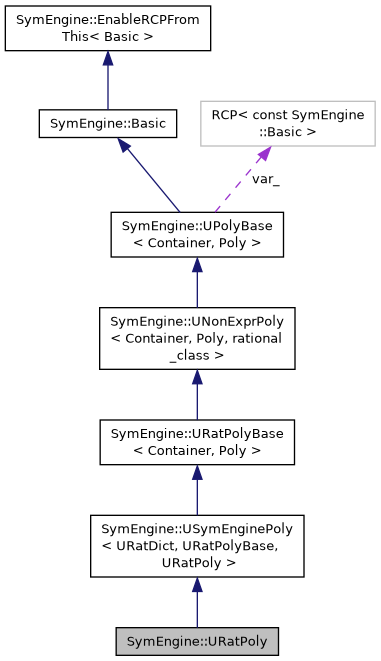 SymEngine::EnableRCPFrom
This< Basic >
SymEngine::Basic
RCP< const SymEngine
::Basic >
var_
SymEngine::UPolyBase
< Container, Poly >
SymEngine::UNonExprPoly
< Container, Poly, rational
_class >
SymEngine::URatPolyBase
< Container, Poly >
SymEngine::USymEnginePoly
< URatDict, URatPolyBase,
URatPoly >
SymEngine::URatPoly